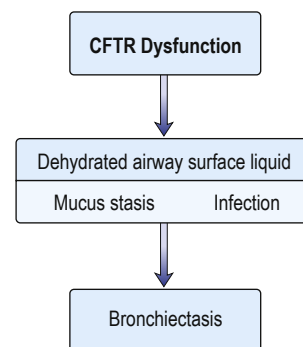 CFTR Dysfunction
Dehydrated airway surface liquid
Mucus stasis Infection
Bronchiectasis